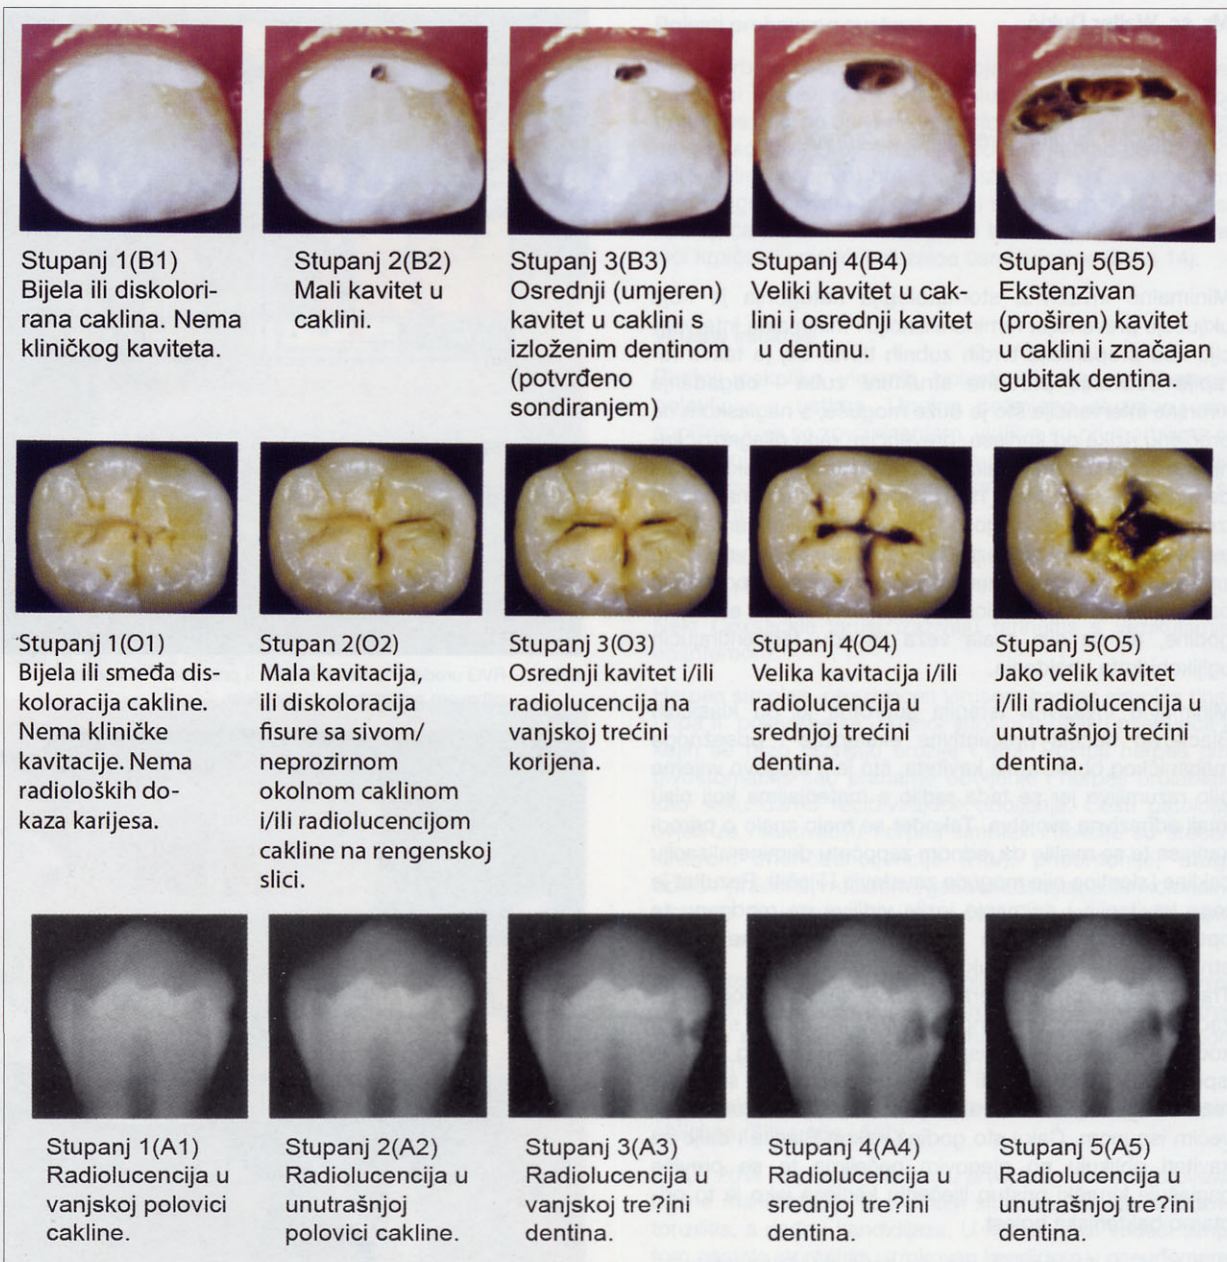 Stupanj 1(B1)
Bijela ili diskolori-
rana caklina. Nema
kliničkog kaviteta.
Stupanj 2(B2)
Mali kavitet u
caklini.
Stupanj 3(B3)
Osrednji (umjeren)
kavitet u caklini s
izloženim dentinom
(potvrđeno
sondiranjem)
Stupanj 4(B4)
Veliki kavitet u cak-
lini i osrednji kavitet
u dentinu.
Stupanj 5(B5)
Ekstenzivan
(proširen) kavitet
u caklini i značajan
gubitak dentina.
Stupanj 1(O1)
Bijela ili smeđa dis-
koloracija cakline.
Nema kliničke
kavitacije. Nema
radioloških do-
kaza karijesa.
Stupanj 2(O2)
Mala kavitacija,
ili diskoloracija
fisure sa sivom/
neprozirnom
okolnom caklinom
i/ili radiolucencijom
cakline na rengenskoj
slici.
Stupanj 3(O3)
Osrednji kavitet i/ili
radiolucencija na
vanjskoj trećini
korijena.
Stupanj 4(O4)
Velika kavitacija i/ili
radiolucencija u
srednjoj trećini
dentina.
Stupanj 5(O5)
Jako velik kavitet
i/ili radiolucencija u
unutrašnjoj trećini
dentina.
Stupanj 1(A1)
Radiolucencija u
vanjskoj polovici
cakline.
Stupanj 2(A2)
Radiolucencija u
unutrašnjoj
polovici cakline.
Stupanj 3(A3)
Radiolucencija u
vanjskoj tre?ini
dentina.
Stupanj 4(A4)
Radiolucencija u
srednjoj tre?ini
dentina.
Stupanj 5(A5)
Radiolucencija u
unutrašnjoj tre?ini
dentina.